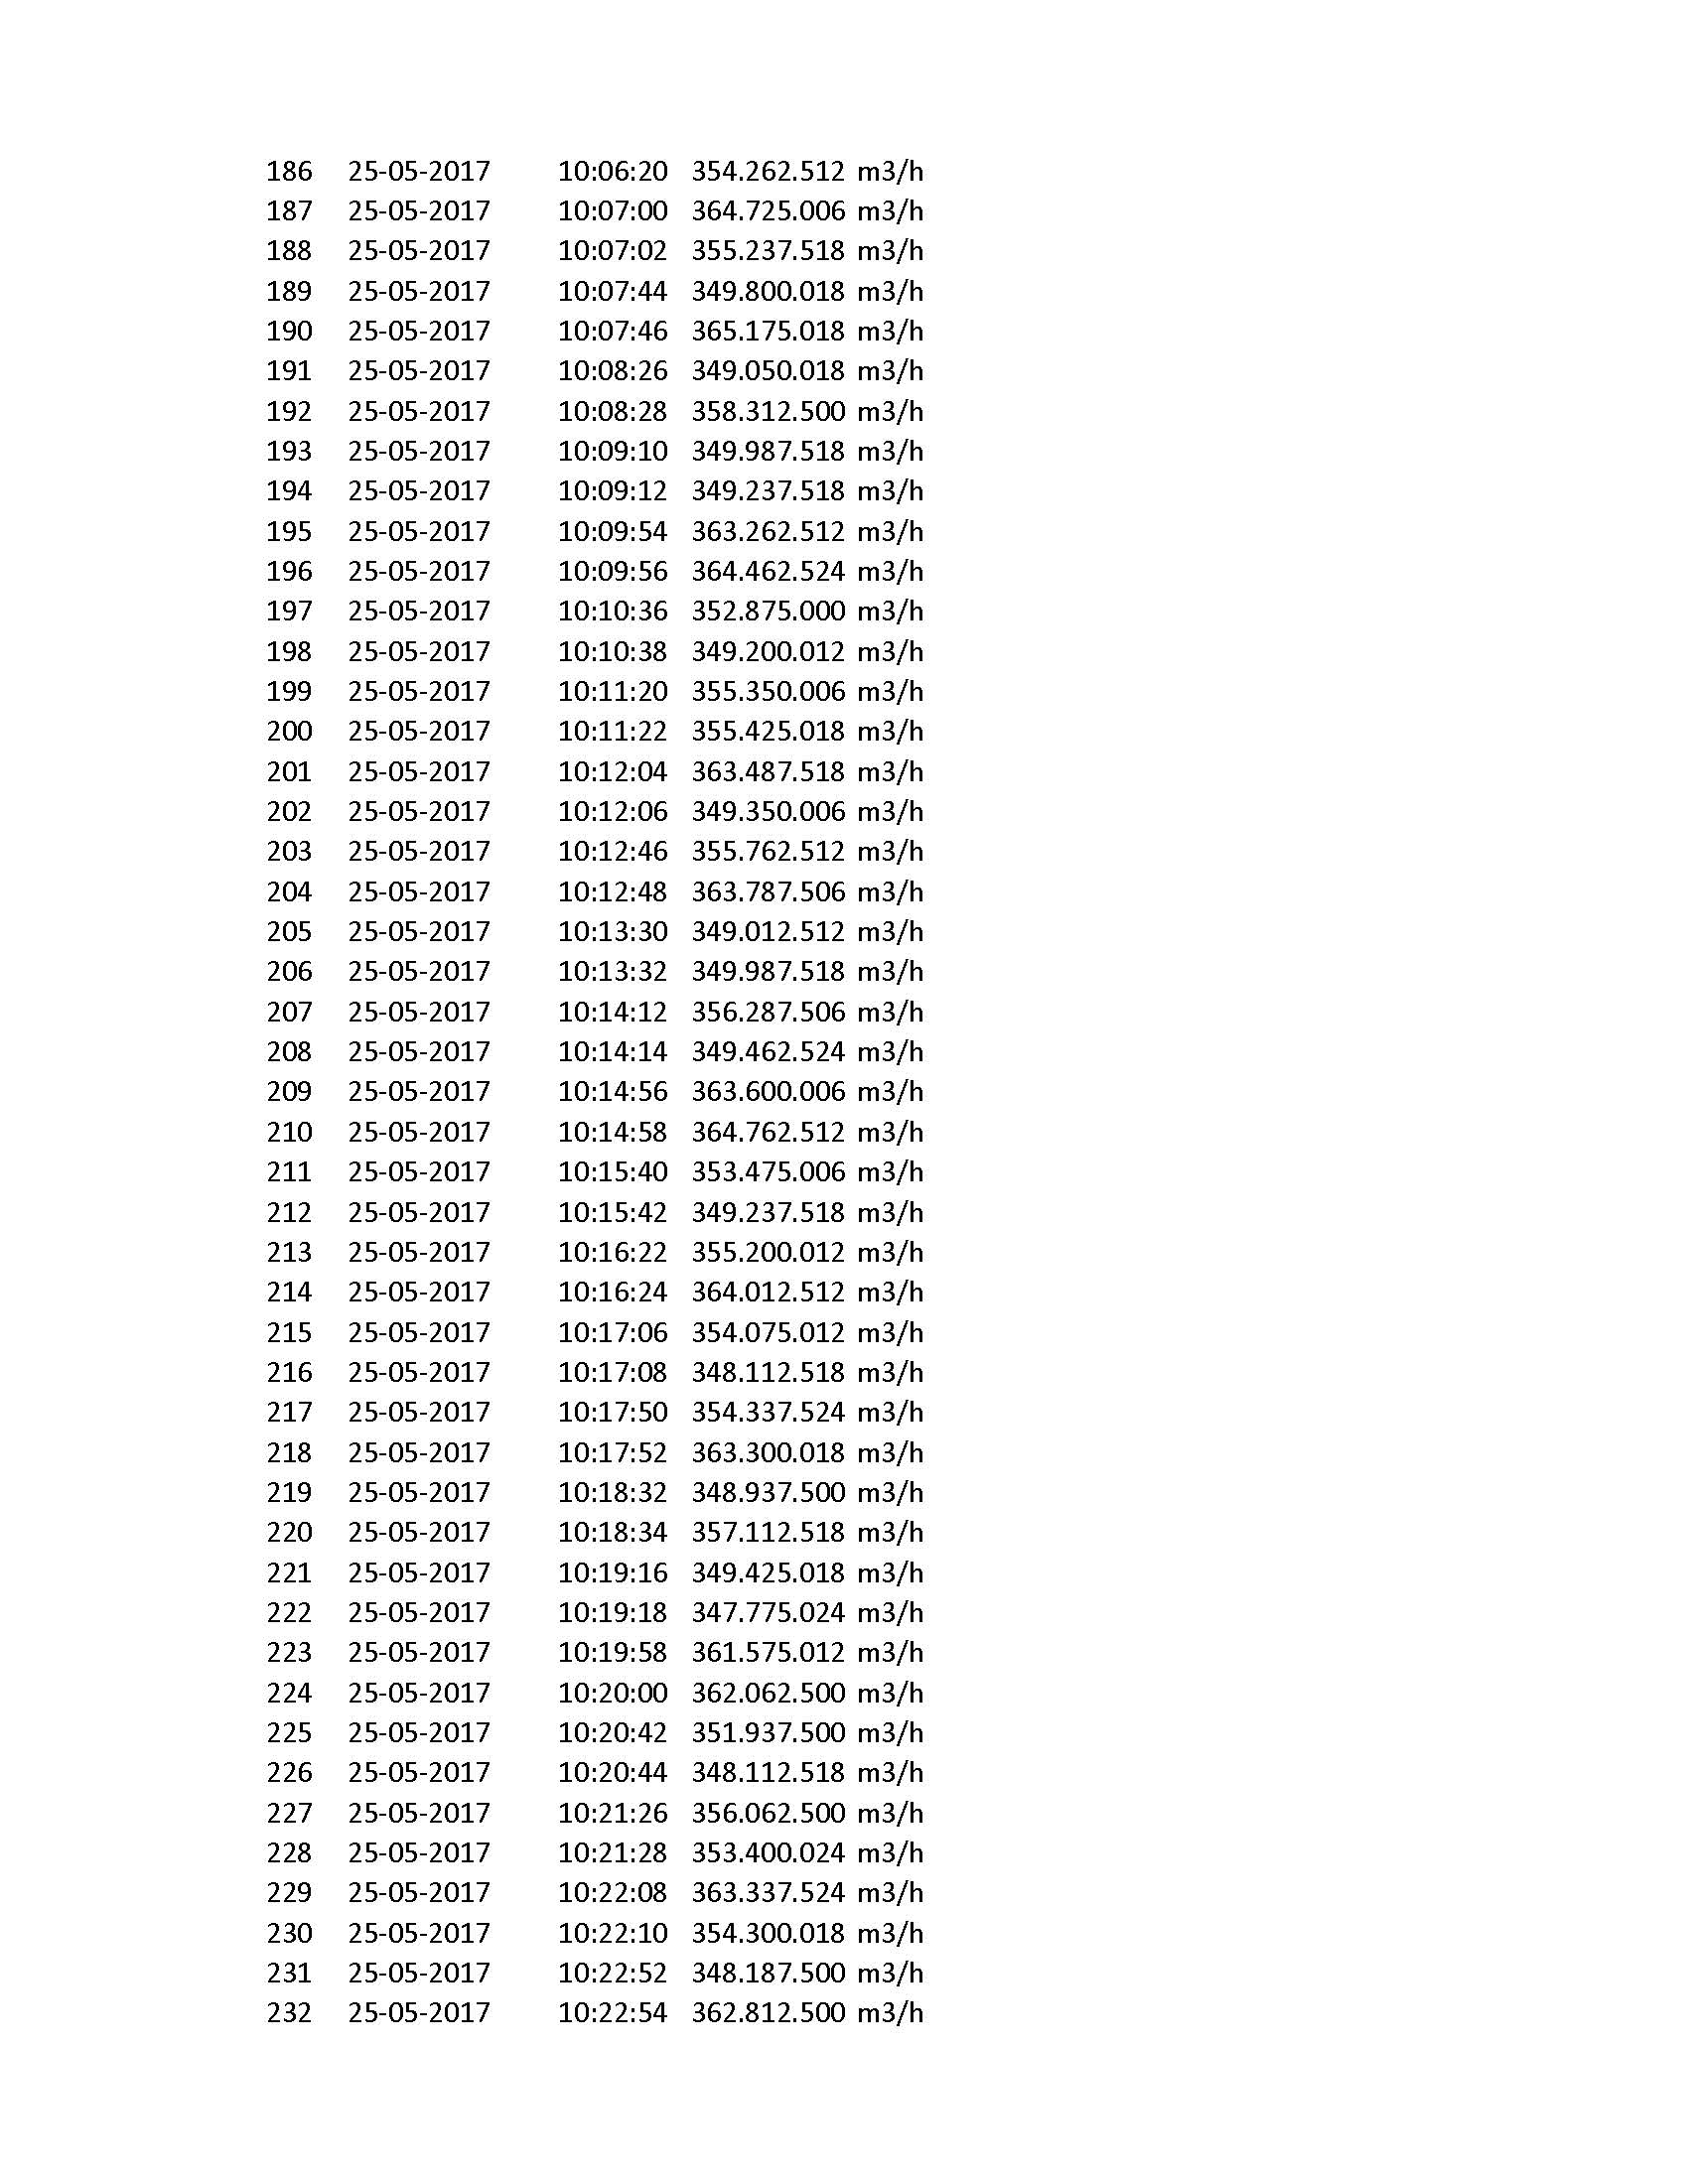 186 25-05-2017 10:06:20 354.262.512 m3/h
187 25-05-2017 10:07:00 364.725.006 m3/h
188 25-05-2017 10:07:02 355.237.518 m3/h
189 25-05-2017 10:07:44 349.800.018 m3/h
190 25-05-2017 10:07:46 365.175.018 m3/h
191 25-05-2017 10:08:26 349.050.018 m3/h
192 25-05-2017 10:08:28 358.312.500 m3/h
193 25-05-2017 10:09:10 349.987.518 m3/h
194 25-05-2017 10:09:12 349.237.518 m3/h
195 25-05-2017 10:09:54 363.262.512 m3/h
196 25-05-2017 10:09:56 364.462.524 m3/h
197 25-05-2017 10:10:36 352.875.000 m3/h
198 25-05-2017 10:10:38 349.200.012 m3/h
199 25-05-2017 10:11:20 355.350.006 m3/h
200 25-05-2017 10:11:22 355.425.018 m3/h
201 25-05-2017 10:12:04 363.487.518 m3/h
202 25-05-2017 10:12:06 349.350.006 m3/h
203 25-05-2017 10:12:46 355.762.512 m3/h
204 25-05-2017 10:12:48 363.787.506 m3/h
205 25-05-2017 10:13:30 349.012.512 m3/h
206 25-05-2017 10:13:32 349.987.518 m3/h
207 25-05-2017 10:14:12 356.287.506 m3/h
208 25-05-2017 10:14:14 349.462.524 m3/h
209 25-05-2017 10:14:56 363.600.006 m3/h
210 25-05-2017 10:14:58 364.762.512 m3/h
211 25-05-2017 10:15:40 353.475.006 m3/h
212 25-05-2017 10:15:42 349.237.518 m3/h
213 25-05-2017 10:16:22 355.200.012 m3/h
214 25-05-2017 10:16:24 364.012.512 m3/h
215 25-05-2017 10:17:06 354.075.012 m3/h
216 25-05-2017 10:17:08 348.112.518 m3/h
217 25-05-2017 10:17:50 354.337.524 m3/h
218 25-05-2017 10:17:52 363.300.018 m3/h
219 25-05-2017 10:18:32 348.937.500 m3/h
220 25-05-2017 10:18:34 357.112.518 m3/h
221 25-05-2017 10:19:16 349.425.018 m3/h
222 25-05-2017 10:19:18 347.775.024 m3/h
223 25-05-2017 10:19:58 361.575.012 m3/h
224 25-05-2017 10:20:00 362.062.500 m3/h
225 25-05-2017 10:20:42 351.937.500 m3/h
226 25-05-2017 10:20:44 348.112.518 m3/h
227 25-05-2017 10:21:26 356.062.500 m3/h
228 25-05-2017 10:21:28 353.400.024 m3/h
229 25-05-2017 10:22:08 363.337.524 m3/h
230 25-05-2017 10:22:10 354.300.018 m3/h
231 25-05-2017 10:22:52 348.187.500 m3/h
232 25-05-2017 10:22:54 362.812.500 m3/h